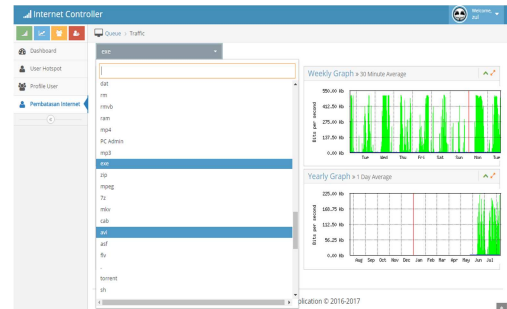 Internet Controller
Welcome,
zul
Queue › Traffic
Dashboard
User Hotspot
Profile User
Pembatasan Internet
exe
dat
rm
rmvb
ram
mp4
PC Admin
mp3
exe
zip
mpeg
7z
mkv
cab
avi
asf
flv
.
torrent
sh
Weekly Graph » 30 Minute Average
Bits per second
550.00 Kb
412.50 Kb
275.00 Kb
137.50 Kb
0.00 Kb
Tue Wed Thu Fri Sat Sun Mon Tue
Yearly Graph » 1 Day Average
Bits per second
225.00 Kb
168.75 Kb
112.50 Kb
56.25 Kb
0.00 Kb
Aug Sep Oct Nov Dec Jan Feb Mar Apr May Jun Jul
plication © 2016-2017